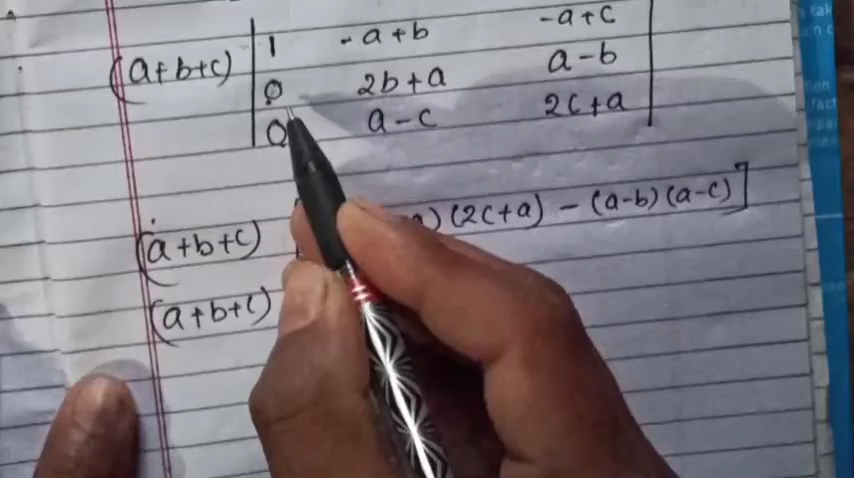 (a+b+c) | 1 -a+b -a+c |
| 0 2b+a a-b |
| 0 a-c 2c+a |
(a+b+c) a) (2c+a) - (a-b) (a-c)]
(a+b+c)